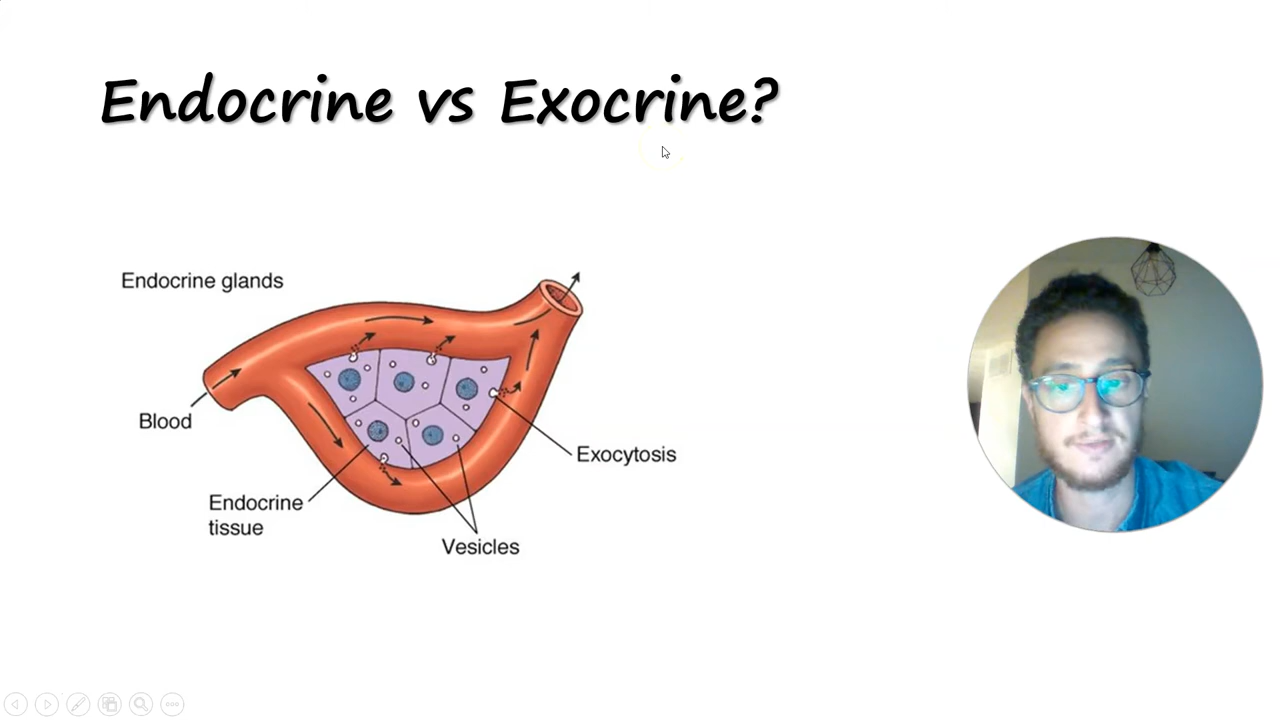 Endocrine vs Exocrine?
Endocrine glands
Blood
Exocytosis
Endocrine
tissue
Vesicles